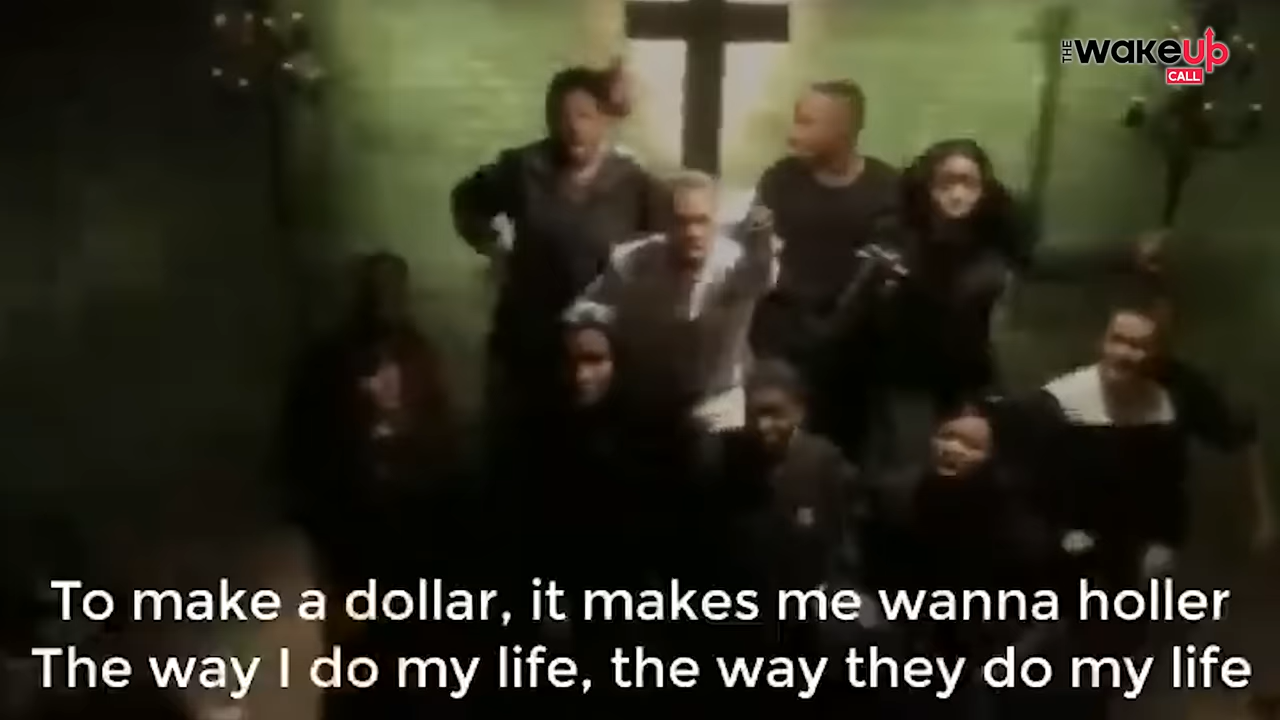 THE wakeUp
CALL
To make a dollar, it makes me wanna holler
The way I do my life, the way they do my life